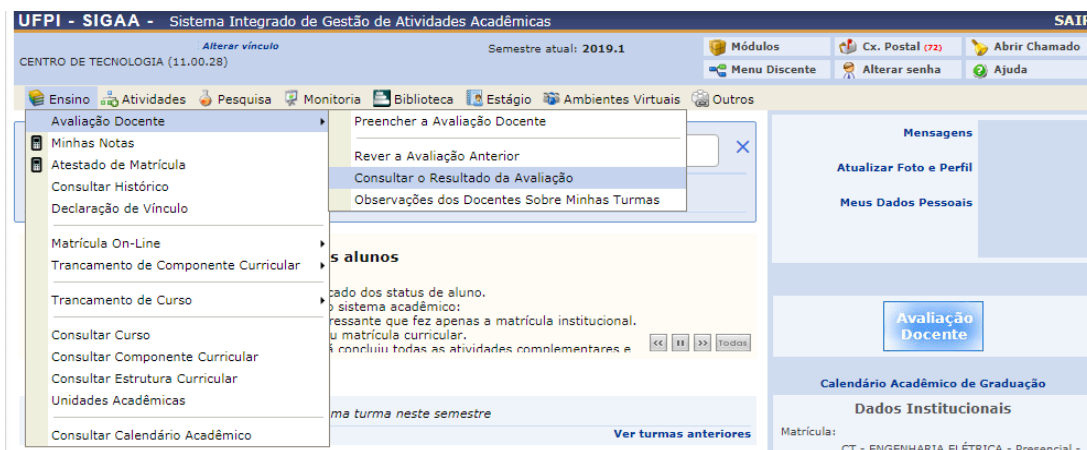 UFPI - SIGAA - Sistema Integrado de Gestão de Atividades Acadêmicas
SAIR
Alterar vínculo
CENTRO DE TECNOLOGIA (11.00.28)
Semestre atual: 2019.1
Módulos
Cx. Postal (72)
Abrir Chamado
Menu Discente
Alterar senha
Ajuda
Ensino Atividades Pesquisa Monitoria Biblioteca Estágio Ambientes Virtuais Outros
Avaliação Docente
Minhas Notas
Atestado de Matrícula
Consultar Histórico
Declaração de Vínculo
Matrícula On-Line
Trancamento de Componente Curricular
Trancamento de Curso
Consultar Curso
Consultar Componente Curricular
Consultar Estrutura Curricular
Unidades Acadêmicas
Consultar Calendário Acadêmico
Preencher a Avaliação Docente
Rever a Avaliação Anterior
Consultar o Resultado da Avaliação
Observações dos Docentes Sobre Minhas Turmas
s alunos
cado dos status de aluno.
sistema acadêmico:
ressante que fez apenas a matrícula institucional.
u matrícula curricular.
á concluiu todas as atividades complementares e
<< || >> Todas
ma turma neste semestre
Ver turmas anteriores
Mensagens
Atualizar Foto e Perfil
Meus Dados Pessoais
Avaliação
Docente
Calendário Acadêmico de Graduação
Dados Institucionais
Matrícula:
CT - ENGENHARIA ELÉTRICA - Presencial -